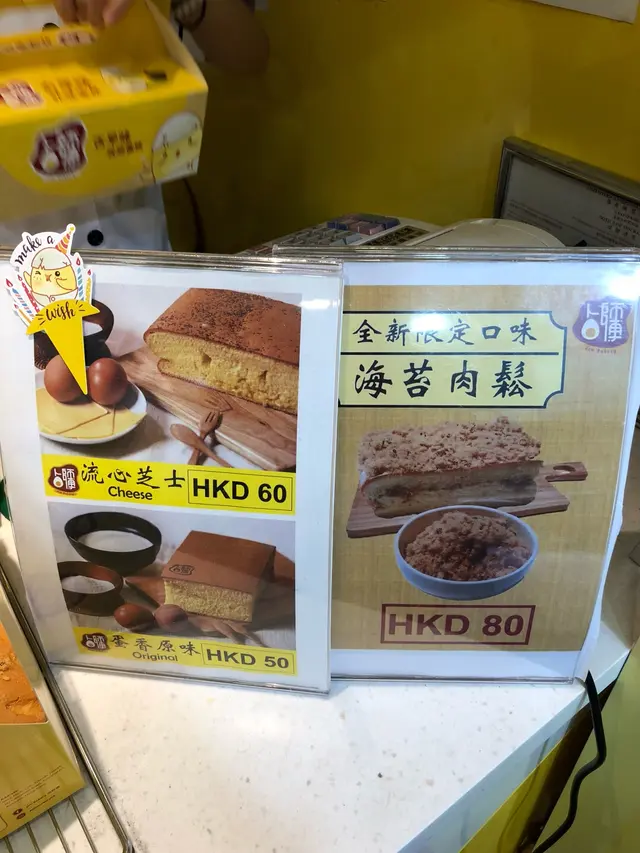 make a
wish
流心芝士
Cheese
HKD 60
蛋香原味
Original
HKD 50
全新限定口味
海苔肉鬆
HKD 80